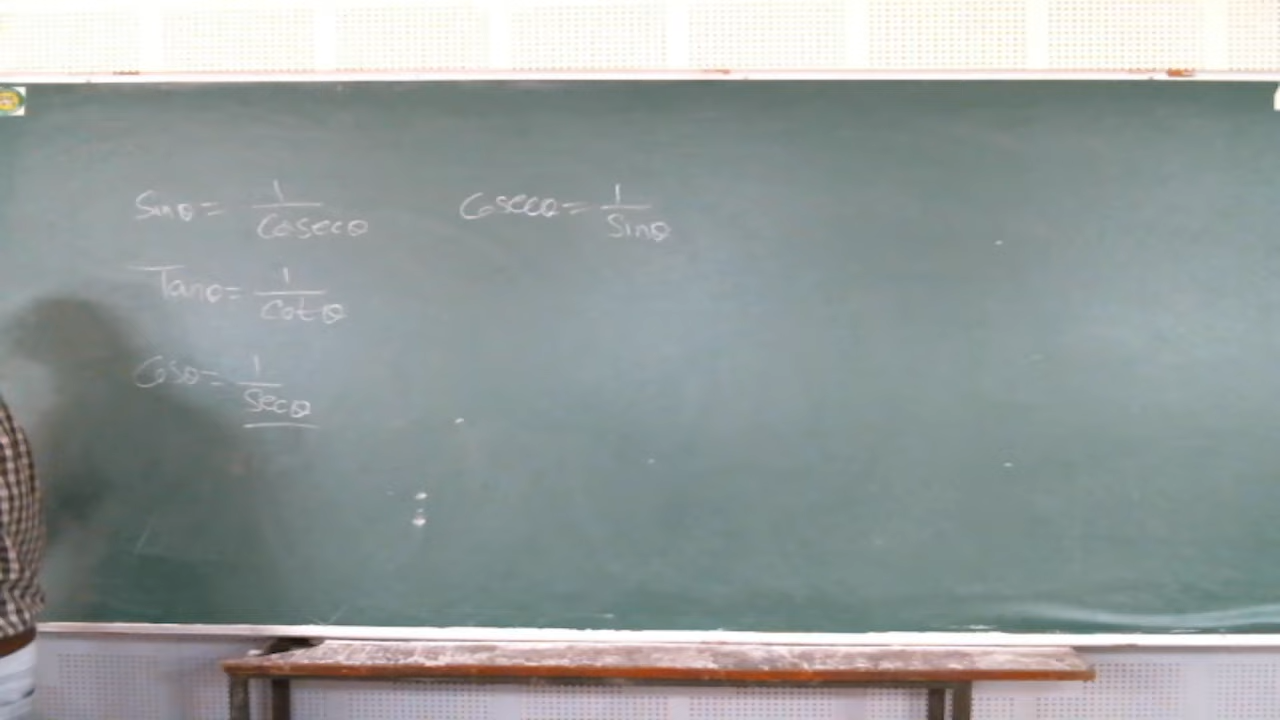 Sinθ = 1/Cosecθ    Cosecθ = 1/Sinθ
Tanθ = 1/Cotθ
Cosθ = 1/Secθ